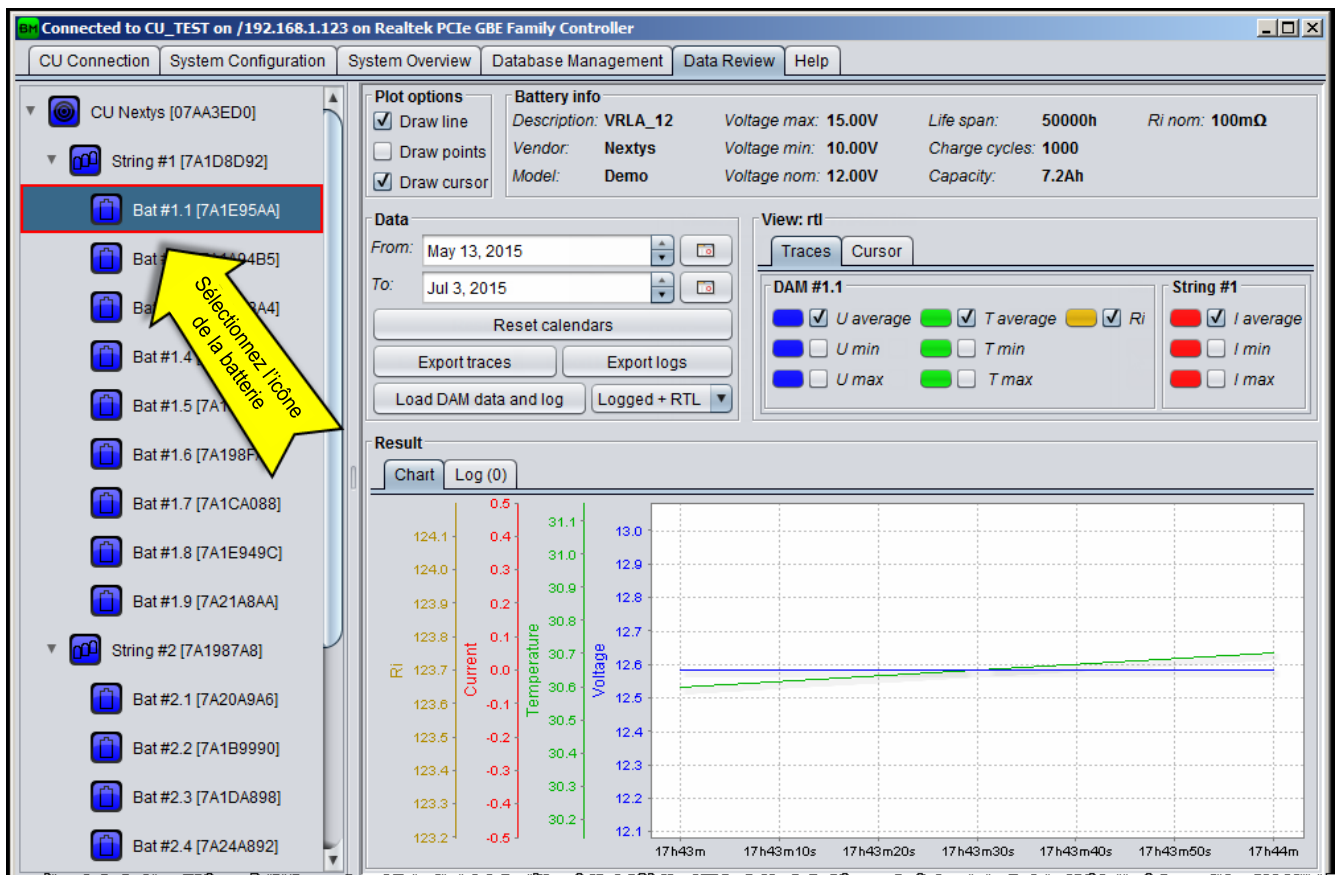 BM Connected to CU_TEST on /192.168.1.123 on Realtek PCIe GBE Family Controller
CU Connection System Configuration System Overview Database Management Data Review Help
CU Nextys [07AA3ED0]
String #1 [7A1D8D92]
Bat #1.1 [7A1E95AA]
Bat #1.4
Bat #1.5 [7A1
Bat #1.6 [7A198F
Bat #1.7 [7A1CA088]
Bat #1.8 [7A1E949C]
Bat #1.9 [7A21A8AA]
String #2 [7A1987A8]
Bat #2.1 [7A20A9A6]
Bat #2.2 [7A1B9990]
Bat #2.3 [7A1DA898]
Bat #2.4 [7A24A892]
Sélectionnez l'icône
de la batterie
Plot options
Draw line
Draw points
Draw cursor
Battery info
Description: VRLA_12 Voltage max: 15.00V Life span: 50000h Ri nom: 100mΩ
Vendor: Nextys Voltage min: 10.00V Charge cycles: 1000
Model: Demo Voltage nom: 12.00V Capacity: 7.2Ah
Data
From: May 13, 2015
To: Jul 3, 2015
Reset calendars
Export traces Export logs
Load DAM data and log Logged + RTL
View: rtl
Traces Cursor
DAM #1.1 String #1
U average T average Ri I average
U min T min I min
U max T max I max
Result
Chart Log (0)
Ri
124.1
124.0
123.9
123.8
123.7
123.6
123.5
123.4
123.3
123.2
Current
0.5
0.4
0.3
0.2
0.1
0.0
-0.1
-0.2
-0.3
-0.4
-0.5
Temperature
31.1
31.0
30.9
30.8
30.7
30.6
30.5
30.4
30.3
30.2
Voltage
13.0
12.9
12.8
12.7
12.6
12.5
12.4
12.3
12.2
12.1
17h43m 17h43m10s 17h43m20s 17h43m30s 17h43m40s 17h43m50s 17h44m